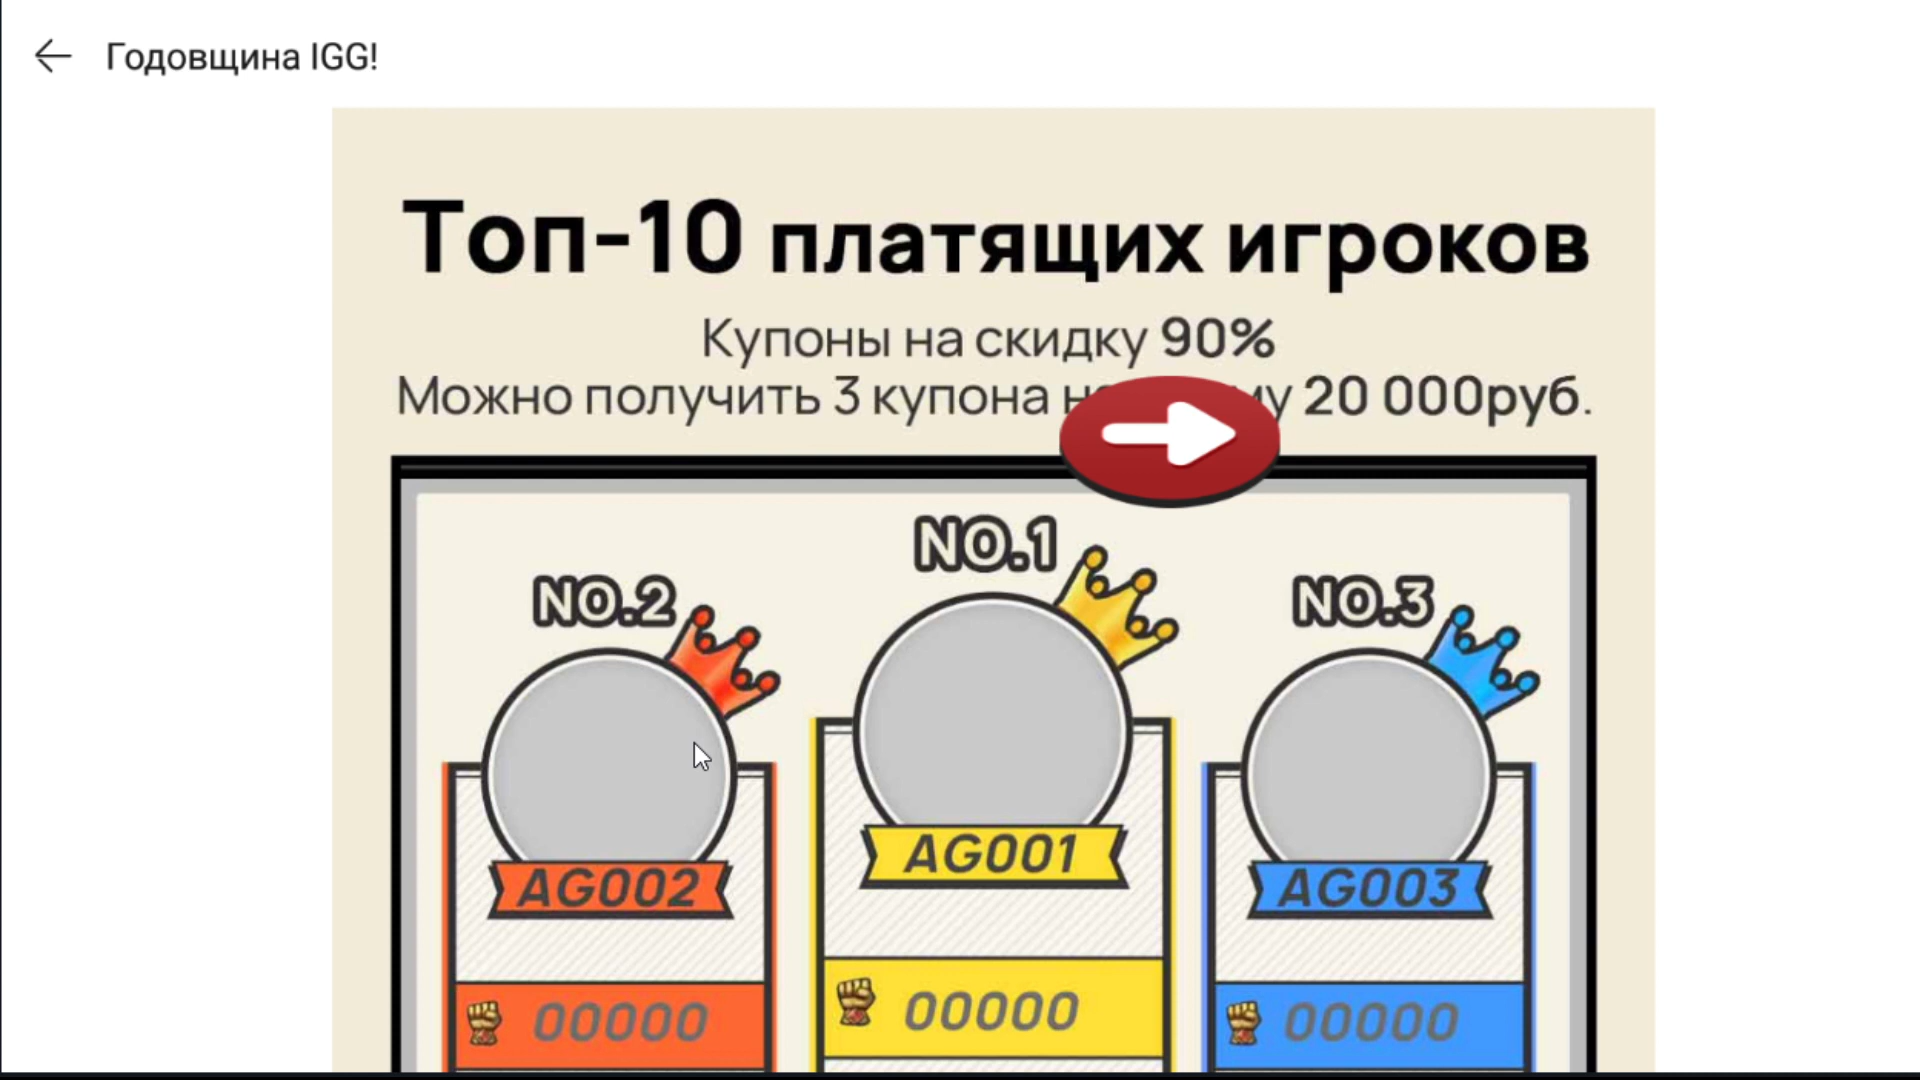 Годовщина IGG!
Топ-10 платящих игроков
Купоны на скидку 90%
Можно получить 3 купона 20 000руб.
NO.1
NO.2
NO.3
AG001
AG002
AG003
00000
00000
00000